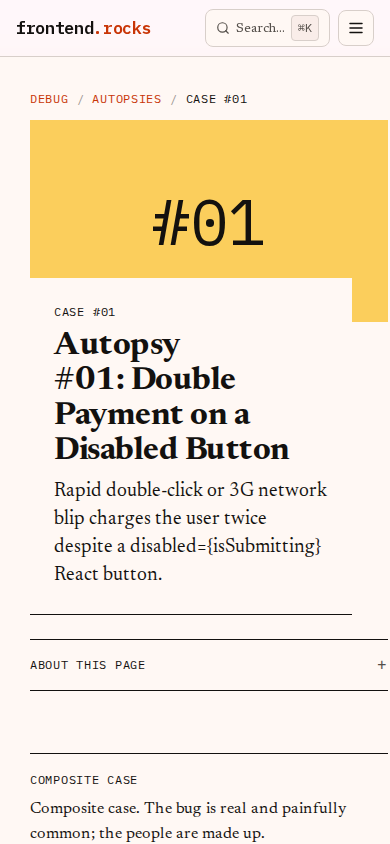 frontend.rocks
Search... ⌘K
DEBUG / AUTOPSIES / CASE #01
#01
CASE #01
Autopsy
#01: Double
Payment on a
Disabled Button
Rapid double-click or 3G network
blip charges the user twice
despite a disabled={isSubmitting}
React button.
ABOUT THIS PAGE +
COMPOSITE CASE
Composite case. The bug is real and painfully
common; the people are made up.